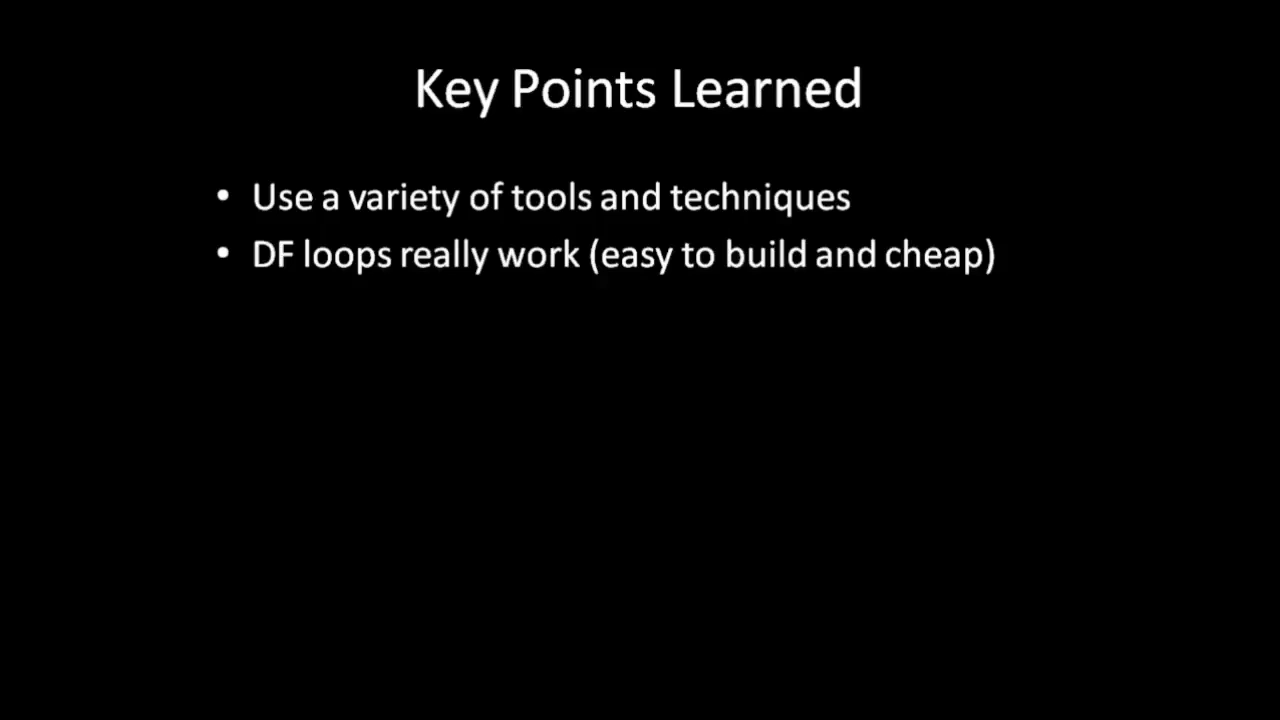 Key Points Learned
• Use a variety of tools and techniques
• DF loops really work (easy to build and cheap)